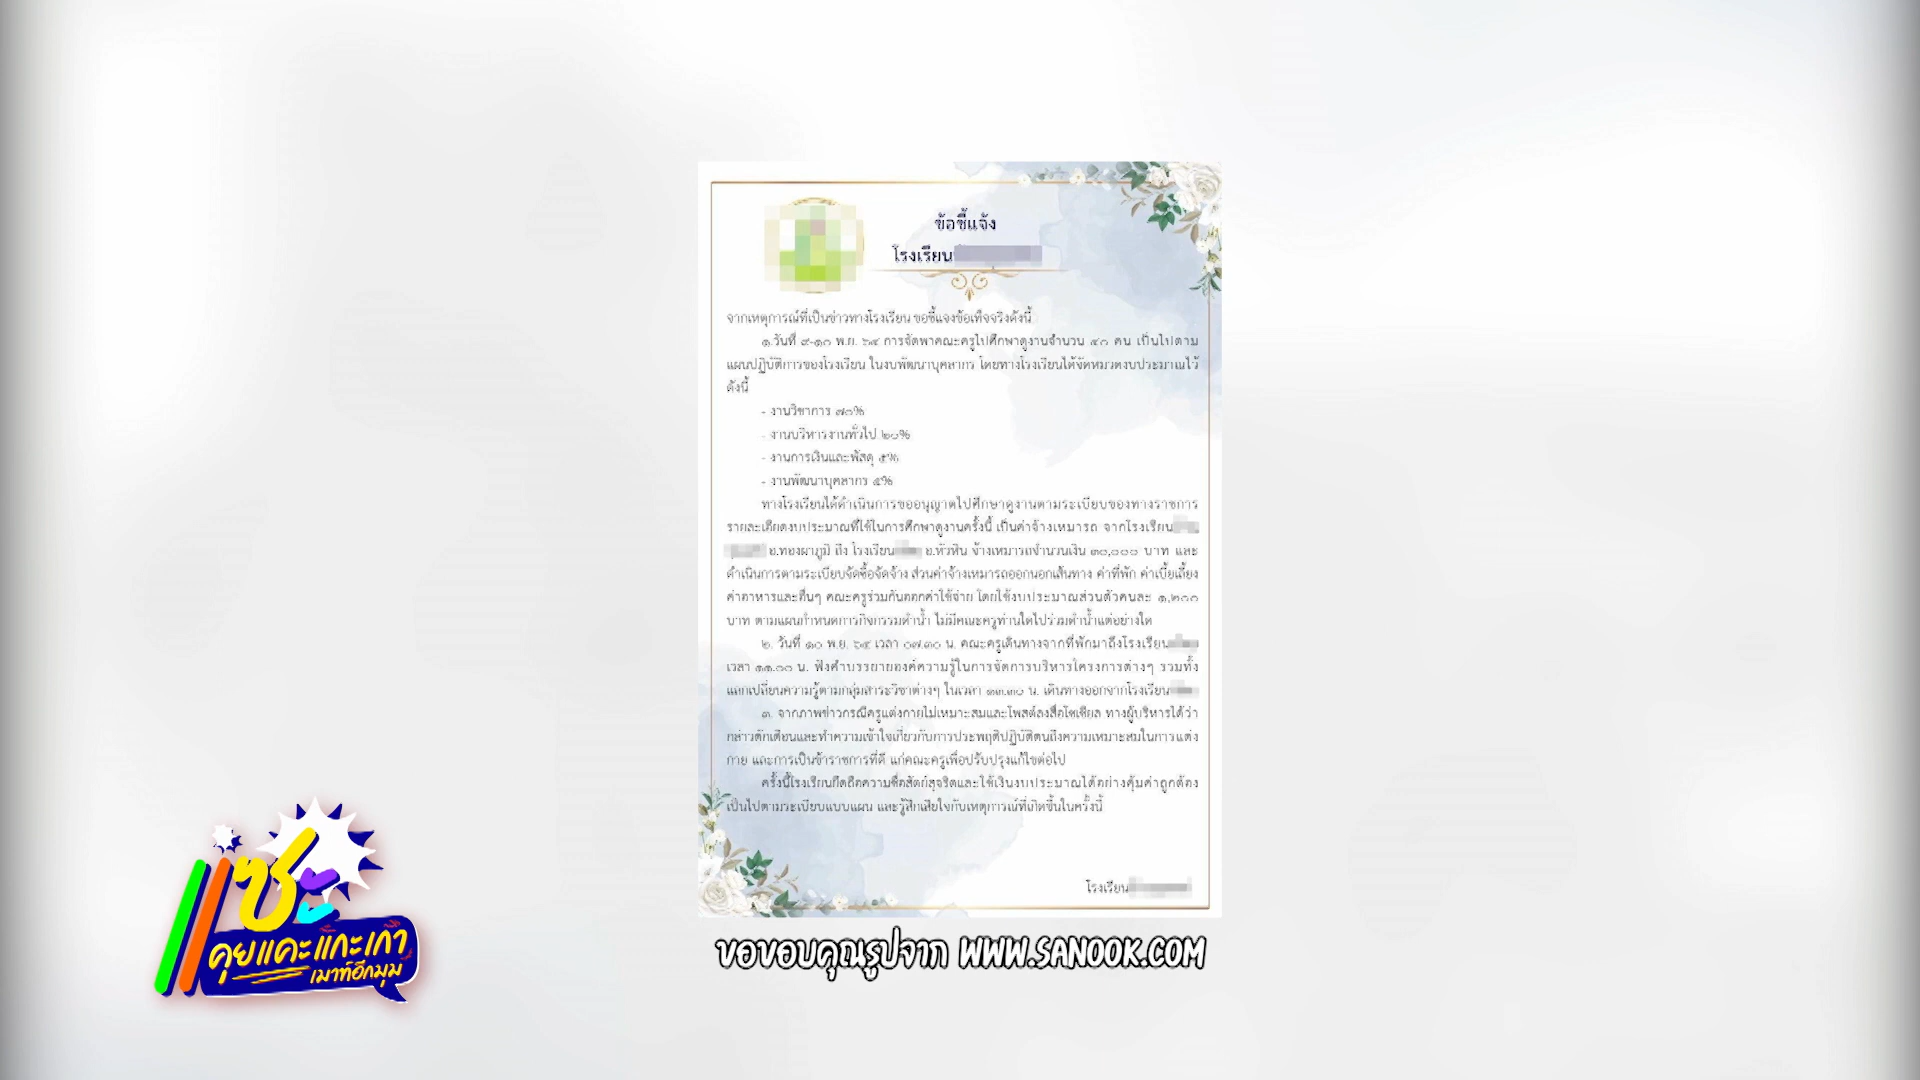 ข้อชี้แจ้ง
โรงเรียน
จากเหตุการณ์ที่เป็นข่าวทางโรงเรียน ขอชี้แจงข้อเท็จจริงดังนี้
๑.วันที่ ๙-๑๐ พ.ย. ๖๕ การจัดพาคณะครูไปศึกษาดูงานจำนวน ๕๐ คน เป็นไปตาม
แผนปฏิบัติการของโรงเรียน ในงบพัฒนาบุคลากร โดยทางโรงเรียนได้จัดหมวดงบประมาณไว้
ดังนี้
- งานวิชาการ ๗๐%
- งานบริหารงานทั่วไป ๒๐%
- งานการเงินและพัสดุ ๕%
- งานพัฒนาบุคลากร ๕%
ทางโรงเรียนได้ดำเนินการขออนุญาตไปศึกษาดูงานตามระเบียบของทางราชการ
รายละเอียดงบประมาณที่ใช้ในการศึกษาดูงานครั้งนี้ เป็นค่าจ้างเหมารถ จากโรงเรียน
อ.ทองผาภูมิ ถึง โรงเรียน อ.หัวหิน จ้างเหมารถจำนวนเงิน ๓๐,๐๐๐ บาท และ
ดำเนินการตามระเบียบจัดซื้อจัดจ้าง ส่วนค่าจ้างเหมารถออกนอกเส้นทาง ค่าที่พัก ค่าเบี้ยเลี้ยง
ค่าอาหารและอื่นๆ คณะครูร่วมกันออกค่าใช้จ่าย โดยใช้งบประมาณส่วนตัวคนละ ๑,๒๐๐
บาท ตามแผนกำหนดการกิจกรรมดำน้ำ ไม่มีคณะครูท่านใดไปร่วมดำน้ำแต่อย่างใด
๒. วันที่ ๑๐ พ.ย. ๖๕ เวลา ๐๗.๓๐ น. คณะครูเดินทางจากที่พักมาถึงโรงเรียน
เวลา ๑๑.๐๐ น. ฟังคำบรรยายองค์ความรู้ในการจัดการบริหารโครงการต่างๆ รวมทั้ง
แลกเปลี่ยนความรู้ตามกลุ่มสาระวิชาต่างๆ ในเวลา ๑๓.๓๐ น. เดินทางออกจากโรงเรียน
๓. จากภาพข่าวกรณีครูแต่งกายไม่เหมาะสมและโพสต์ลงสื่อโซเชียล ทางผู้บริหารได้ว่า
กล่าวตักเตือนและทำความเข้าใจเกี่ยวกับการประพฤติปฏิบัติตนถึงความเหมาะสมในการแต่ง
กาย และการเป็นข้าราชการที่ดี แก่คณะครูเพื่อปรับปรุงแก้ไขต่อไป
ครั้งนี้โรงเรียนยึดถือความซื่อสัตย์สุจริตและใช้เงินงบประมาณได้อย่างคุ้มค่าถูกต้อง
เป็นไปตามระเบียบแบบแผน และรู้สึกเสียใจกับเหตุการณ์ที่เกิดขึ้นในครั้งนี้
โรงเรียน
แซะ
คุยแคะแกะเก๋า
เมาท์อีกมุม
ขอขอบคุณรูปจาก WWW.SANOOK.COM